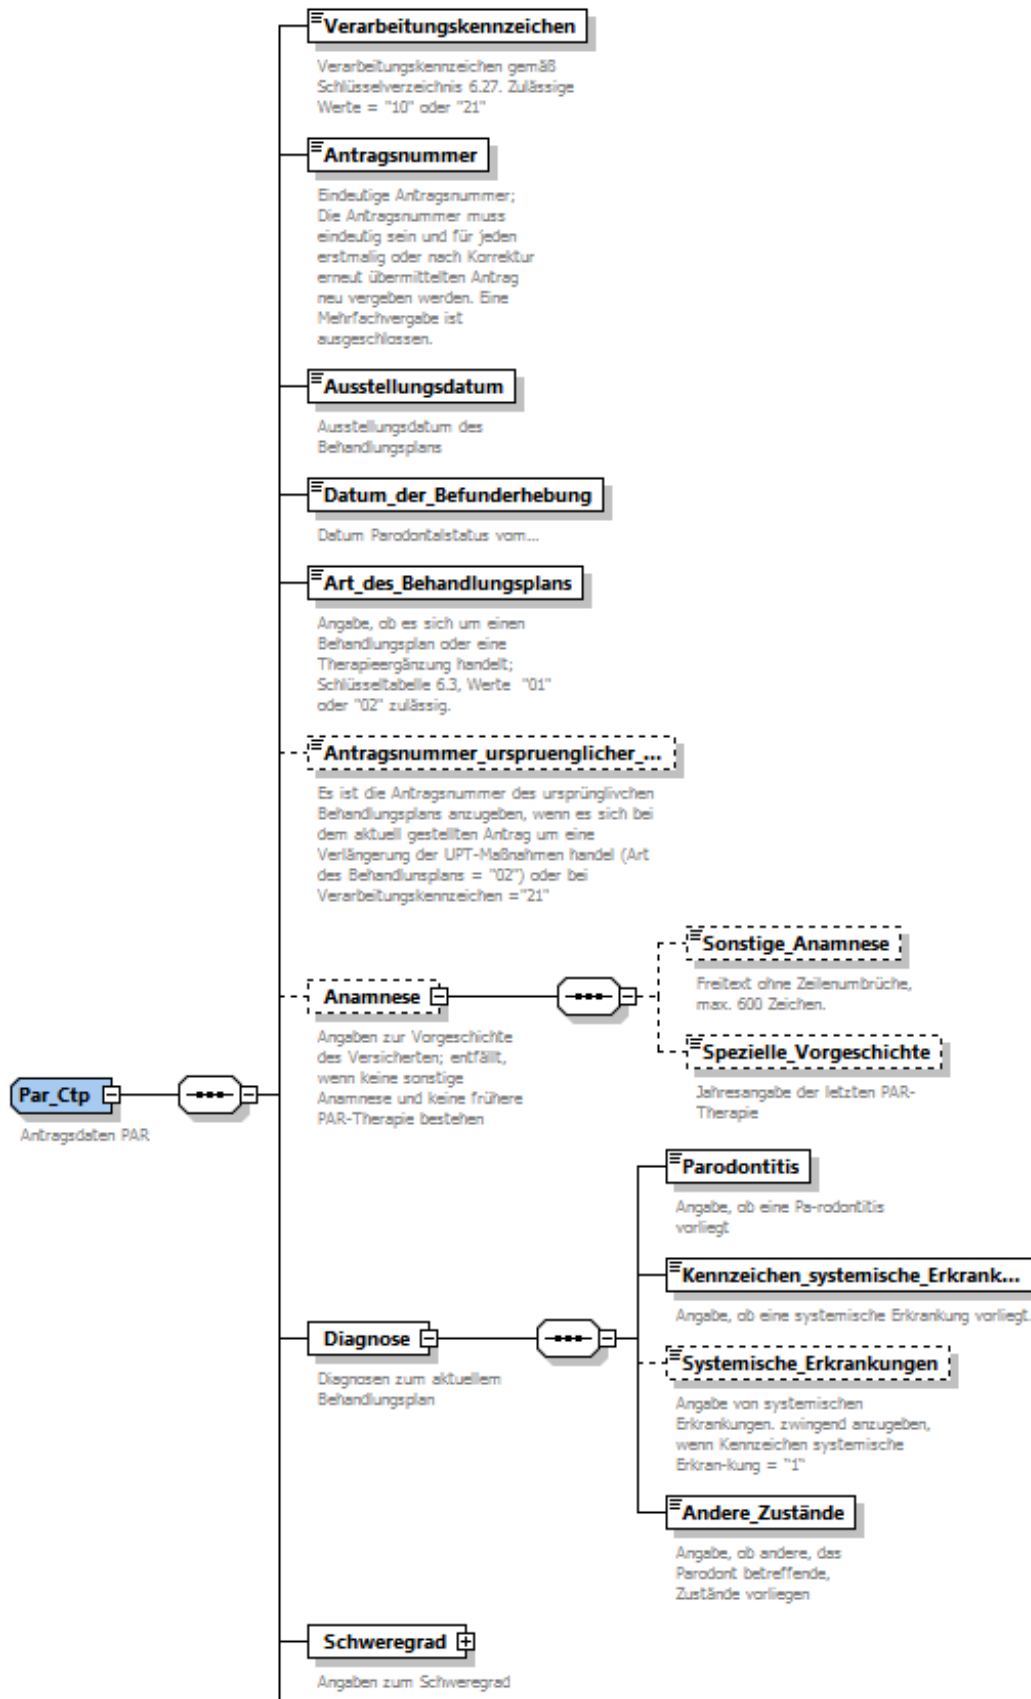 Verarbeitungskennzeichen
Verarbeitungskennzeichen gemäß
Schlüsselverzeichnis 6.27. Zulässige
Werte = "10" oder "21"
Antragsnummer
Eindeutige Antragsnummer;
Die Antragsnummer muss
eindeutig sein und für jeden
erstmalig oder nach Korrektur
erneut übermittelten Antrag
neu vergeben werden. Eine
Mehrfachvergabe ist
ausgeschlossen.
Ausstellungsdatum
Ausstellungsdatum des
Behandlungsplans
Datum_der_Befunderhebung
Datum Parodontalstatus vom...
Art_des_Behandlungsplans
Angabe, ob es sich um einen
Behandlungsplan oder eine
Therapieergänzung handelt;
Schlüsseltabelle 6.3, Werte "01"
oder "02" zulässig.
Antragsnummer_urspruenglicher_...
Es ist die Antragsnummer des ursprünglivchen
Behandlungsplans anzugeben, wenn es sich bei
dem aktuell gestellten Antrag um eine
Verlängerung der UPT-Maßnahmen handel (Art
des Behandlunsplans = "02") oder bei
Verarbeitungskennzeichen ="21"
Sonstige_Anamnese
Freitext ohne Zeilenumbrüche,
max. 600 Zeichen.
Anamnese
Angaben zur Vorgeschichte
des Versicherten; entfällt,
wenn keine sonstige
Anamnese und keine frühere
PAR-Therapie bestehen
Spezielle_Vorgeschichte
Jahresangabe der letzten PAR-
Therapie
Par_Ctp
Antragsdaten PAR
Parodontitis
Angabe, ob eine Pa-rodontitis
vorliegt
Kennzeichen_systemische_Erkrank...
Angabe, ob eine systemische Erkrankung vorliegt.
Diagnose
Diagnosen zum aktuellem
Behandlungsplan
Systemische_Erkrankungen
Angabe von systemischen
Erkrankungen. zwingend anzugeben,
wenn Kennzeichen systemische
Erkran-kung = "1"
Andere_Zustände
Angabe, ob andere, das
Parodont betreffende,
Zustände vorliegen
Schweregrad
Angaben zum Schweregrad